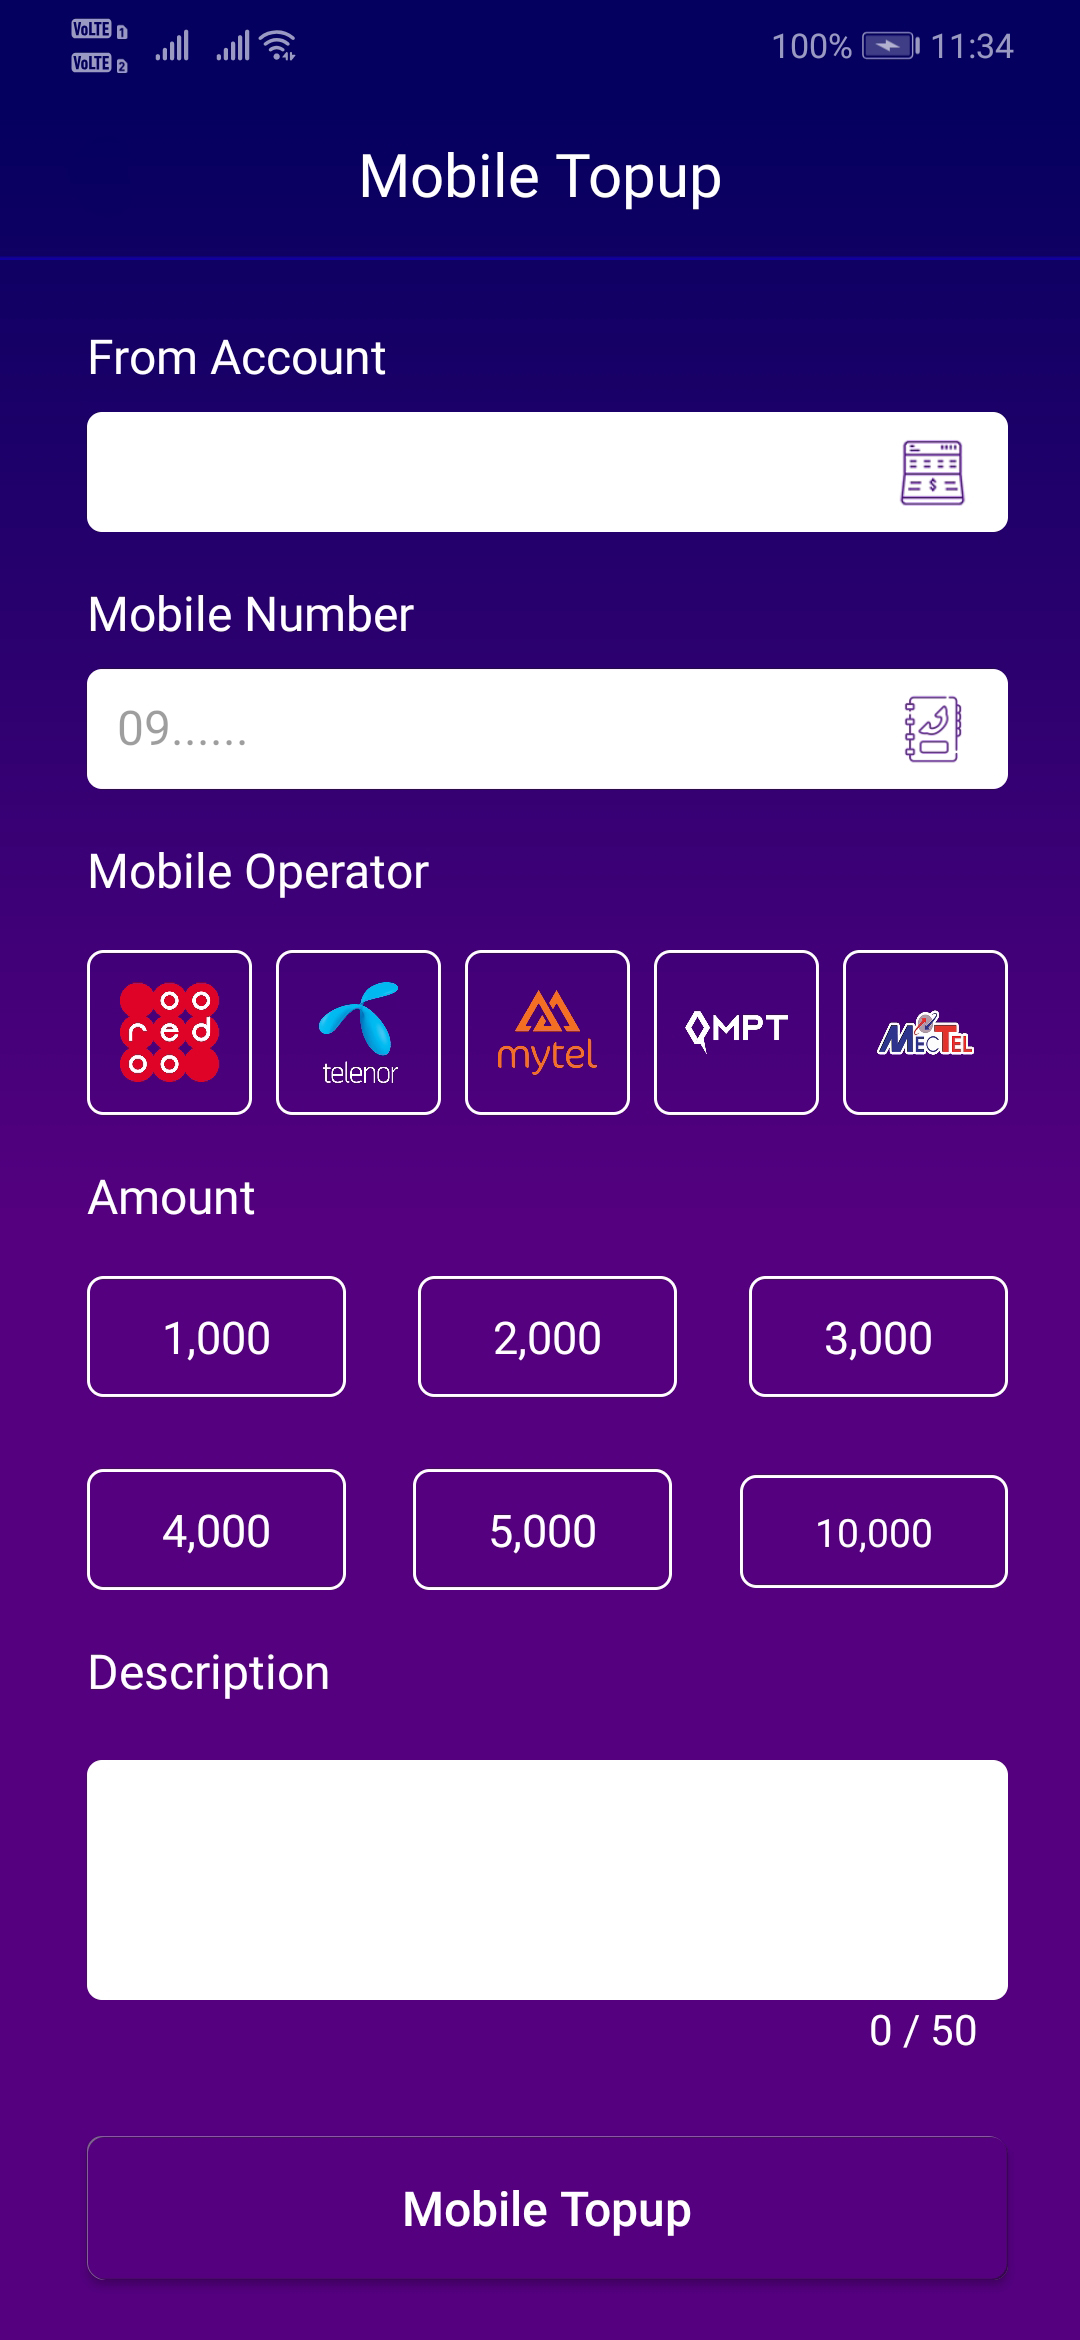 VoLTE 1
VoLTE 2
100% 11:34
Mobile Topup
From Account
Mobile Number
09......
Mobile Operator
ooredoo
telenor
mytel
MPT
MECTEL
Amount
1,000 2,000 3,000
4,000 5,000 10,000
Description
0 / 50
Mobile Topup